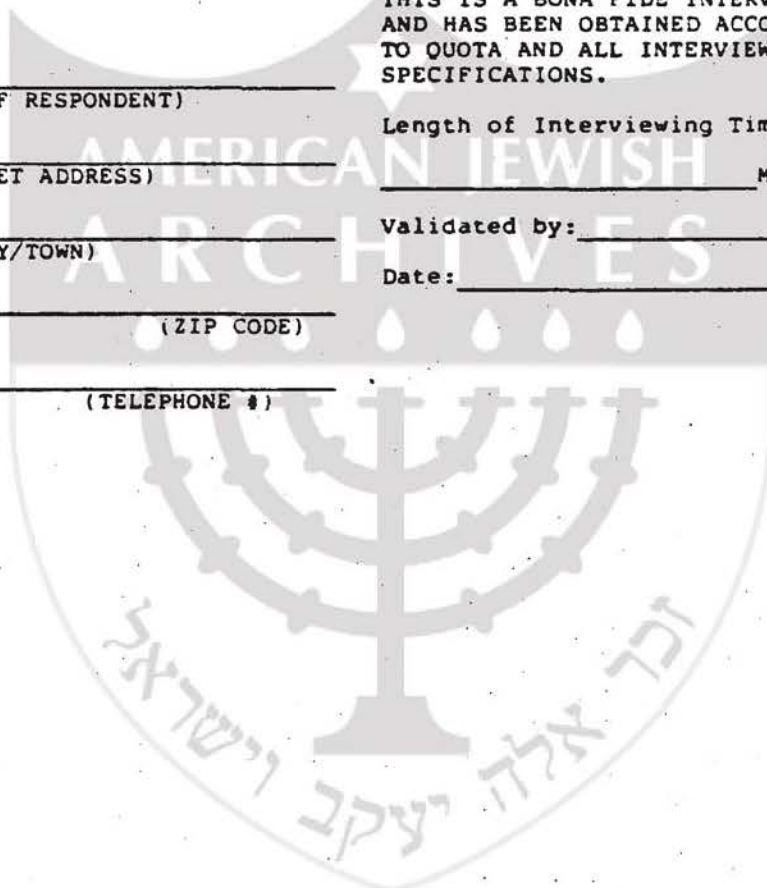 THIS IS A BONA FIDE INTERV
AND HAS BEEN OBTAINED ACCO
TO QUOTA AND ALL INTERVIEW
SPECIFICATIONS.
F RESPONDENT)
Length of Interviewing Tim
ET ADDRESS)
M
Validated by:
Y/TOWN)
Date:
(ZIP CODE)
(TELEPHONE #)
AMERICAN JEWISH
ARCHIVES
זכר אלה יעקב וישראל